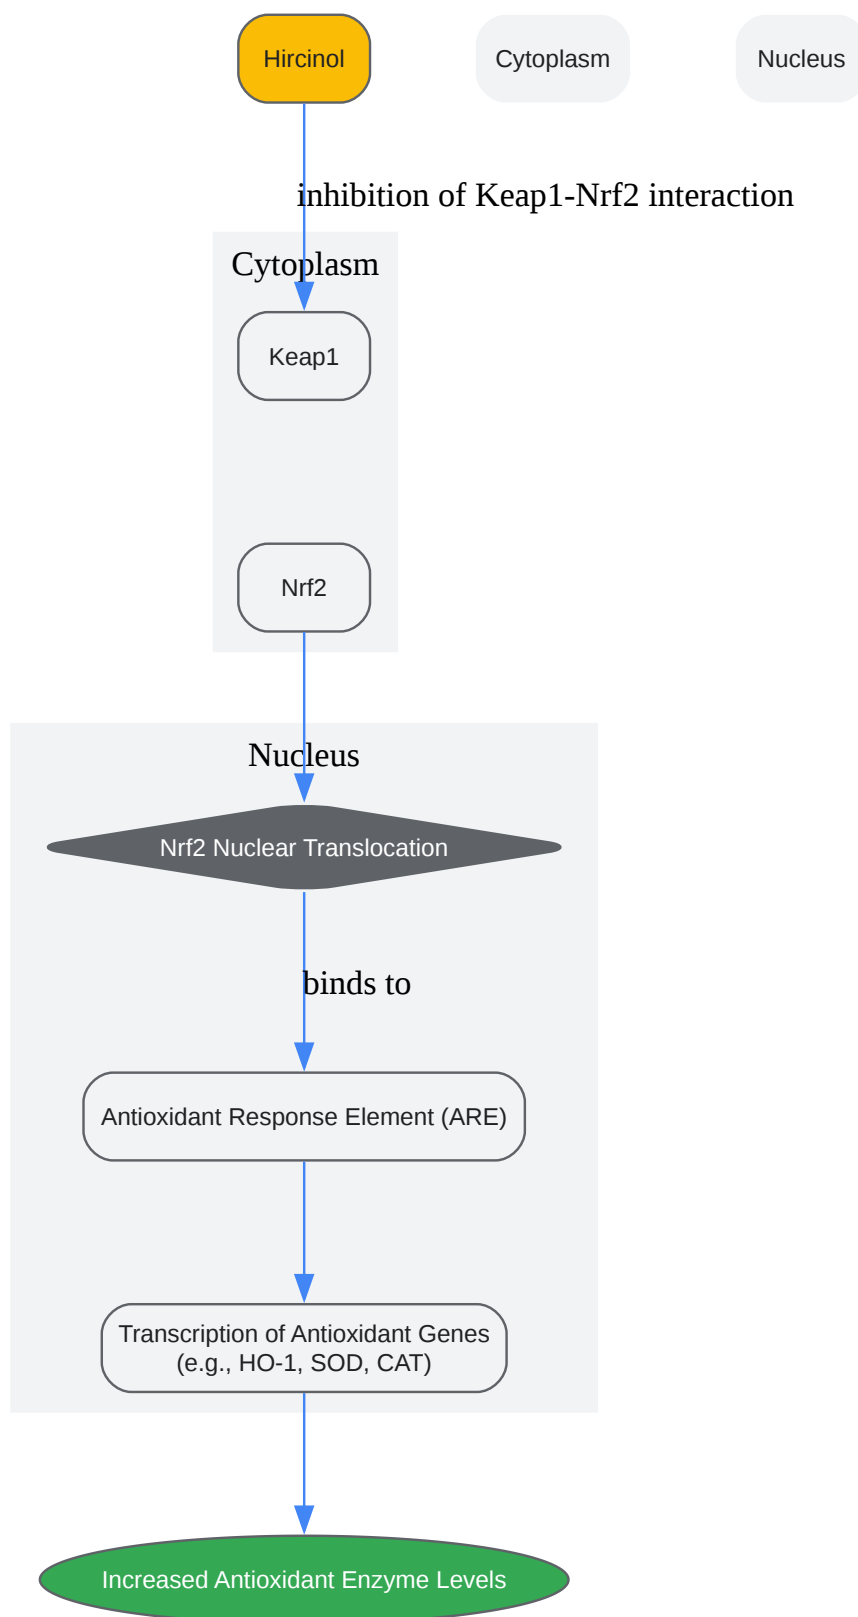 Hircinol
Cytoplasm
Nucleus
inhibition of Keap1-Nrf2 interaction
Cytoplasm
Keap1
Nrf2
Nucleus
Nrf2 Nuclear Translocation
binds to
Antioxidant Response Element (ARE)
Transcription of Antioxidant Genes
(e.g., HO-1, SOD, CAT)
Increased Antioxidant Enzyme Levels